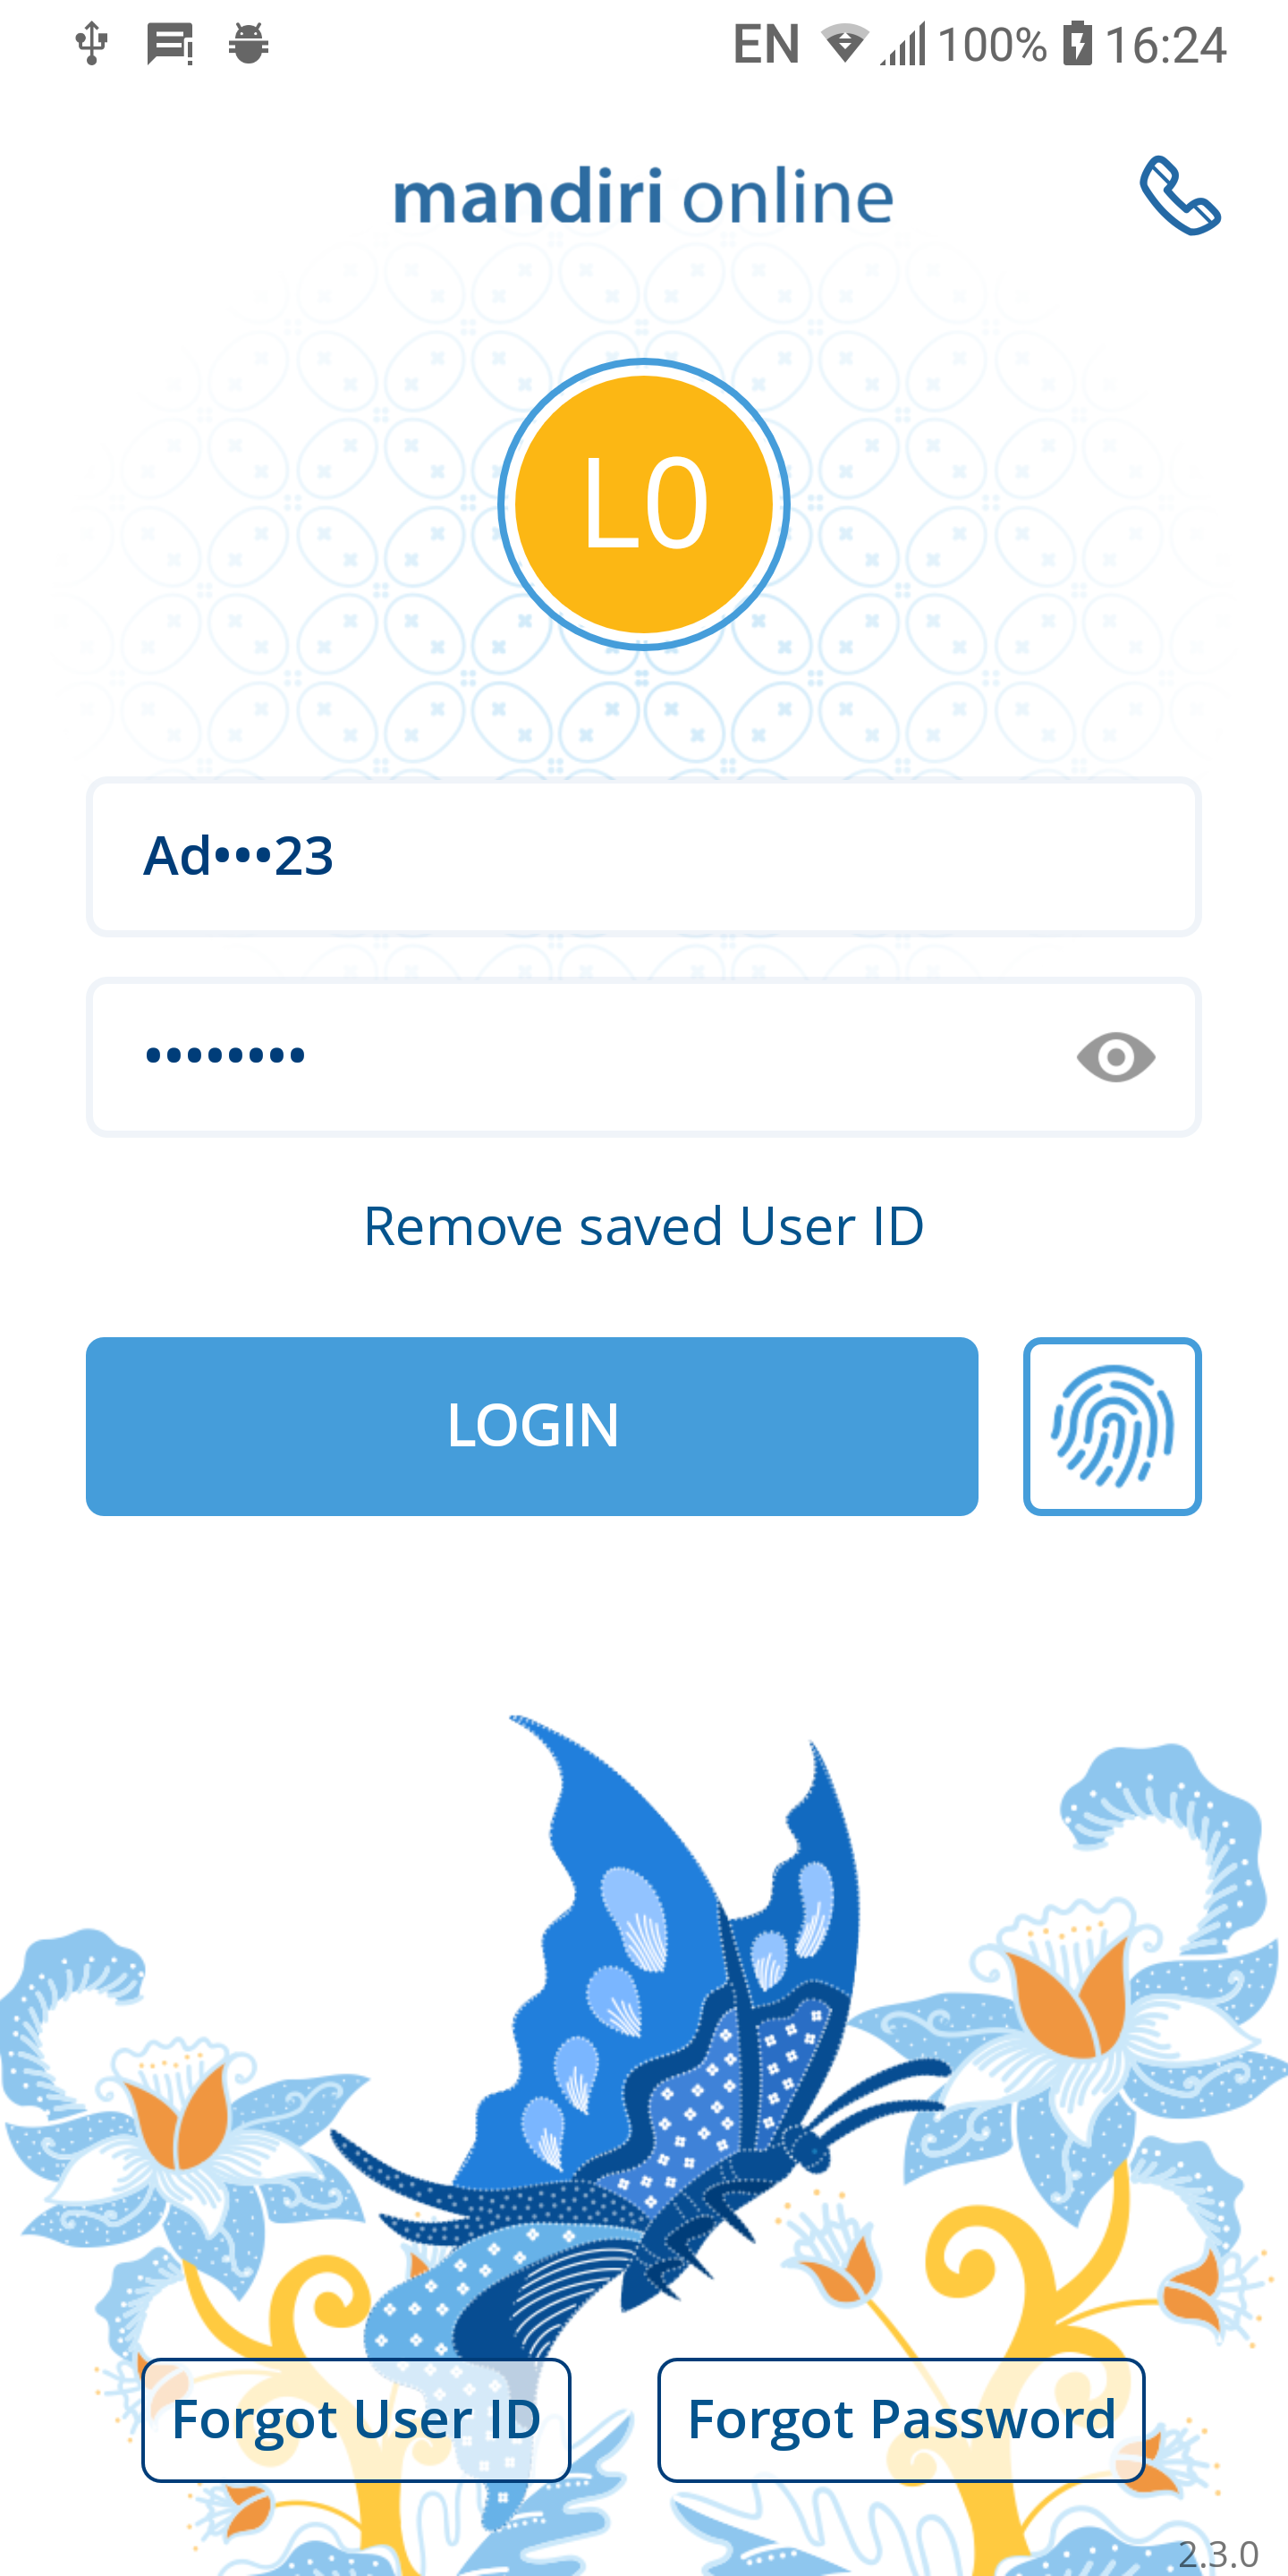 EN 100% 16:24
mandiri online
L0
Ad•••23
••••••••
Remove saved User ID
LOGIN
Forgot User ID
Forgot Password
2.3.0